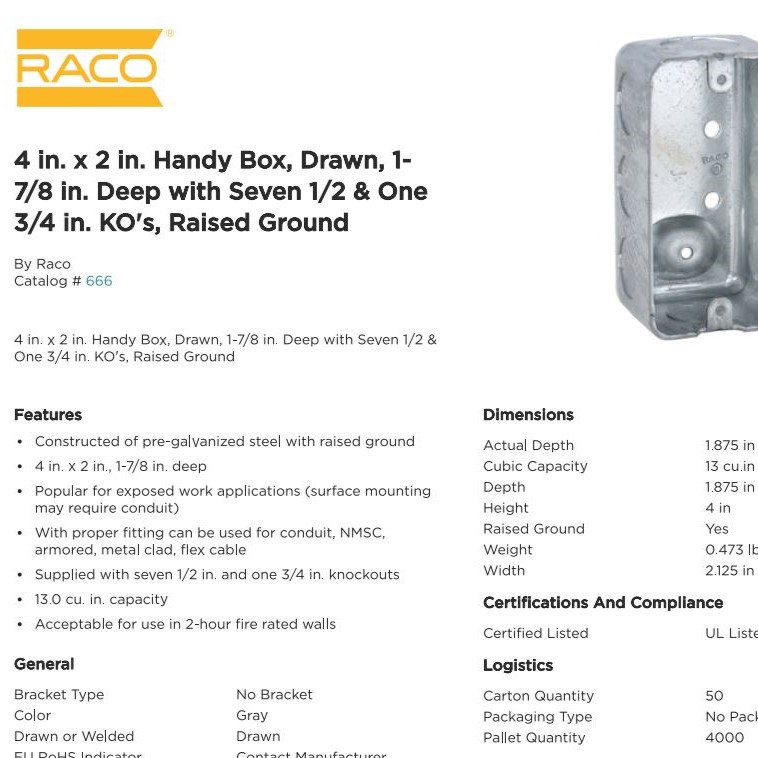 RACO®
4 in. x 2 in. Handy Box, Drawn, 1-
7/8 in. Deep with Seven 1/2 & One
3/4 in. KO's, Raised Ground
By Raco
Catalog # 666
4 in. x 2 in. Handy Box, Drawn, 1-7/8 in. Deep with Seven 1/2 &
One 3/4 in. KO's, Raised Ground
Features
• Constructed of pre-galvanized steel with raised ground
• 4 in. x 2 in., 1-7/8 in. deep
• Popular for exposed work applications (surface mounting
may require conduit)
• With proper fitting can be used for conduit, NMSC,
armored, metal clad, flex cable
• Supplied with seven 1/2 in. and one 3/4 in. knockouts
• 13.0 cu. in. capacity
• Acceptable for use in 2-hour fire rated walls
General
Bracket Type No Bracket
Color Gray
Drawn or Welded Drawn
EU RoHS Indicator Contact Manufacturer
RACO
Dimensions
Actual Depth 1.875 in
Cubic Capacity 13 cu.in
Depth 1.875 in
Height 4 in
Raised Ground Yes
Weight 0.473 lb
Width 2.125 in
Certifications And Compliance
Certified Listed UL Liste
Logistics
Carton Quantity 50
Packaging Type No Pack
Pallet Quantity 4000